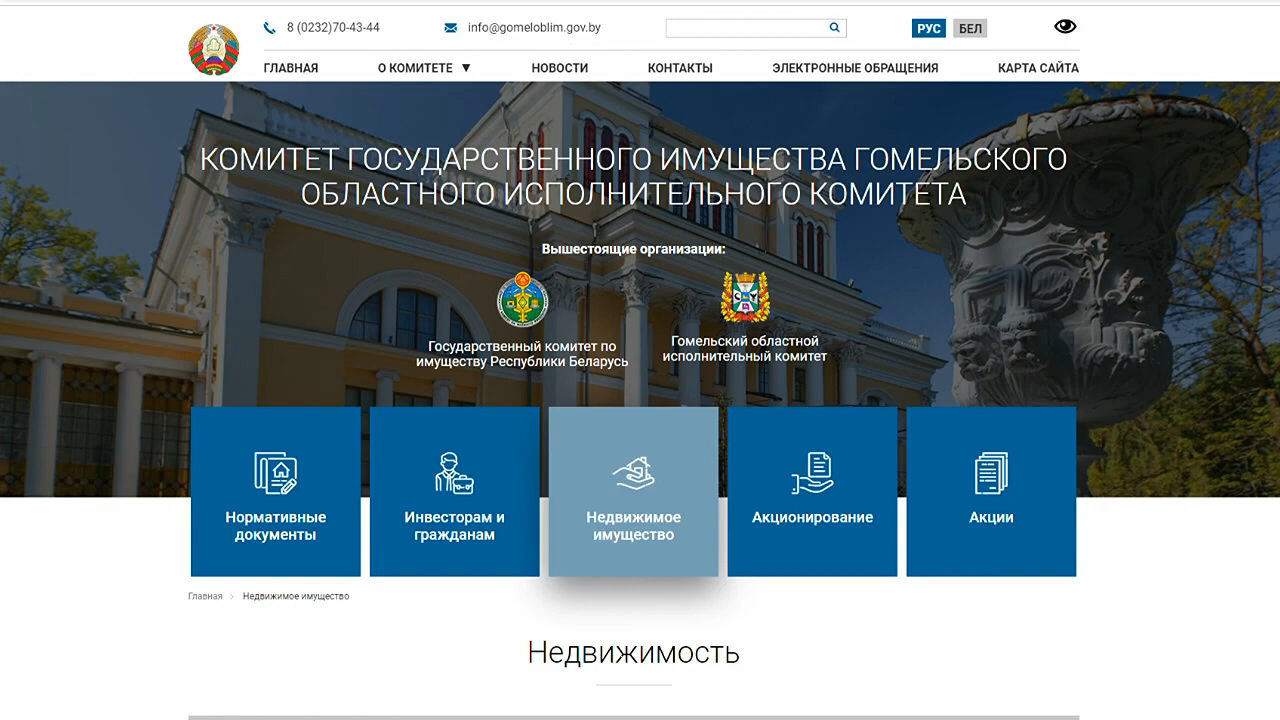 8 (0232)70-43-44
info@gomeloblim.gov.by
РУС
БЕЛ
ГЛАВНАЯ
О КОМИТЕТЕ ▼
НОВОСТИ
КОНТАКТЫ
ЭЛЕКТРОННЫЕ ОБРАЩЕНИЯ
КАРТА САЙТА
КОМИТЕТ ГОСУДАРСТВЕННОГО ИМУЩЕСТВА ГОМЕЛЬСКОГО
ОБЛАСТНОГО ИСПОЛНИТЕЛЬНОГО КОМИТЕТА
Вышестоящие организации:
Государственный комитет по
имуществу Республики Беларусь
Гомельский областной
исполнительный комитет
Нормативные
документы
Инвесторам и
гражданам
Недвижимое
имущество
Акционирование
Акции
Главная > Недвижимое имущество
Недвижимость